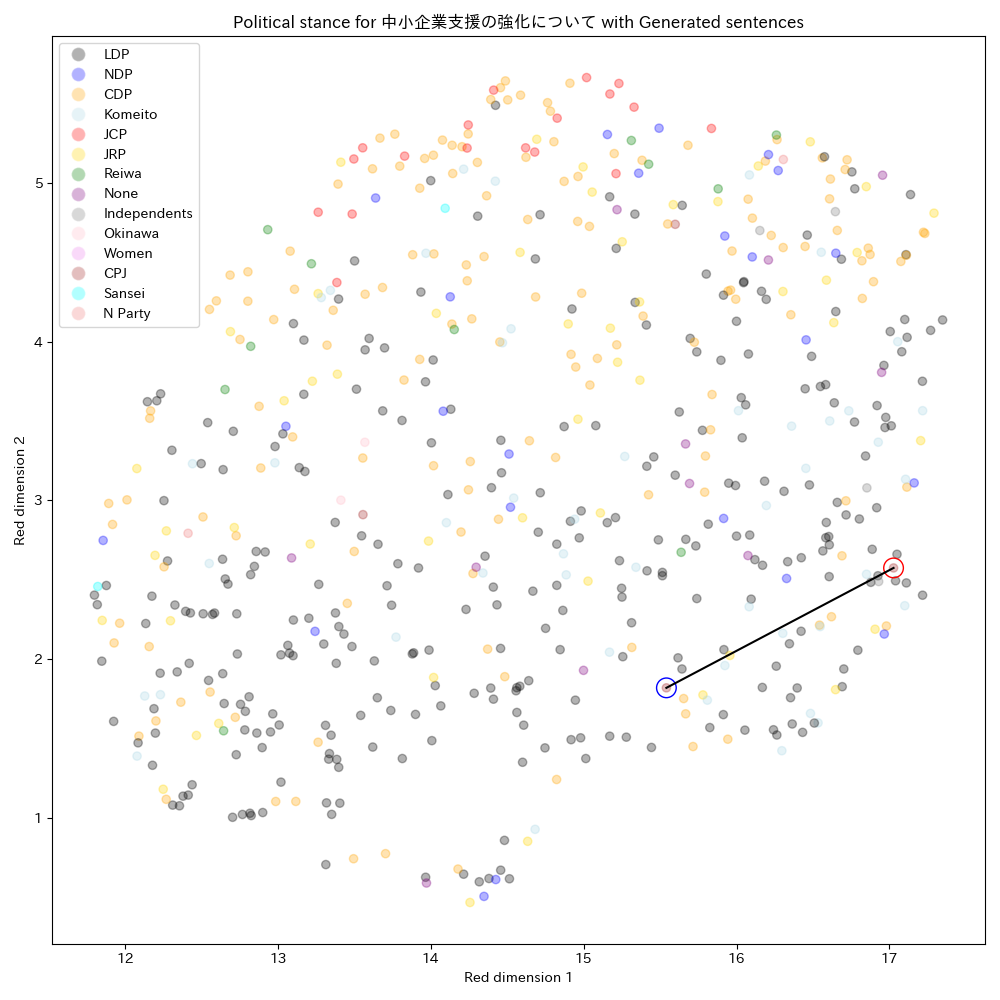 Political stance for 中小企業支援の強化について with Generated sentences
LDP
NDP
CDP
Komeito
JCP
JRP
Reiwa
None
Independents
Okinawa
Women
CPJ
Sansei
N Party
Red dimension 2
5
4
3
2
1
12 13 14 15 16 17
Red dimension 1